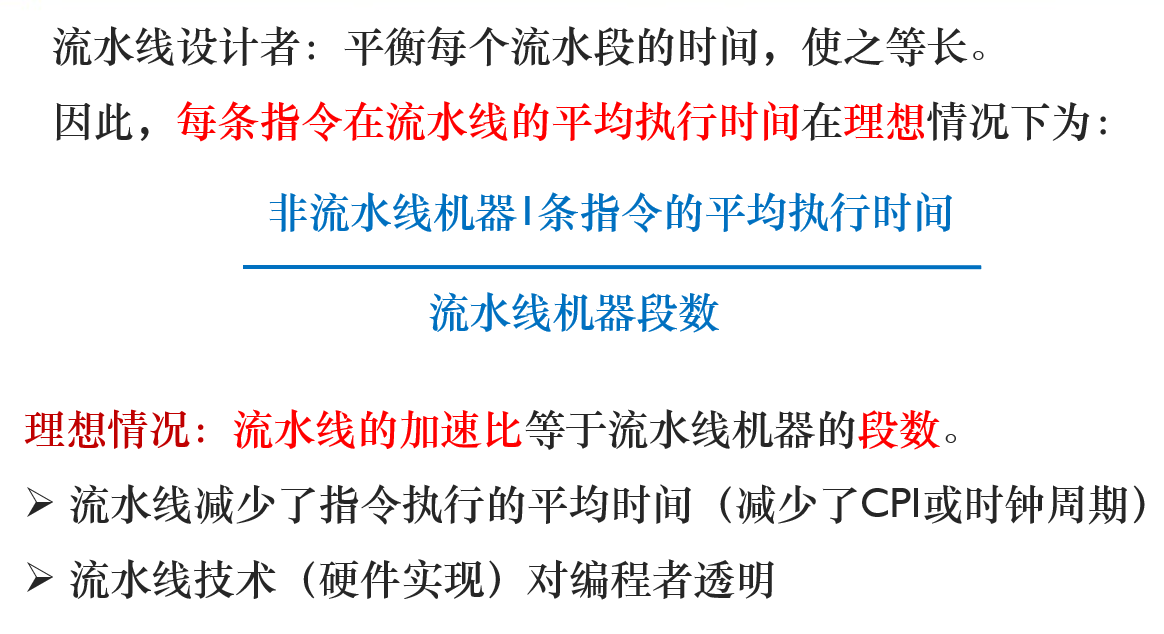 流水线设计者：平衡每个流水段的时间，使之等长。
因此，每条指令在流水线的平均执行时间在理想情况下为：
非流水线机器1条指令的平均执行时间
流水线机器段数
理想情况：流水线的加速比等于流水线机器的段数。
➢ 流水线减少了指令执行的平均时间（减少了CPI或时钟周期）
➢ 流水线技术（硬件实现）对编程者透明